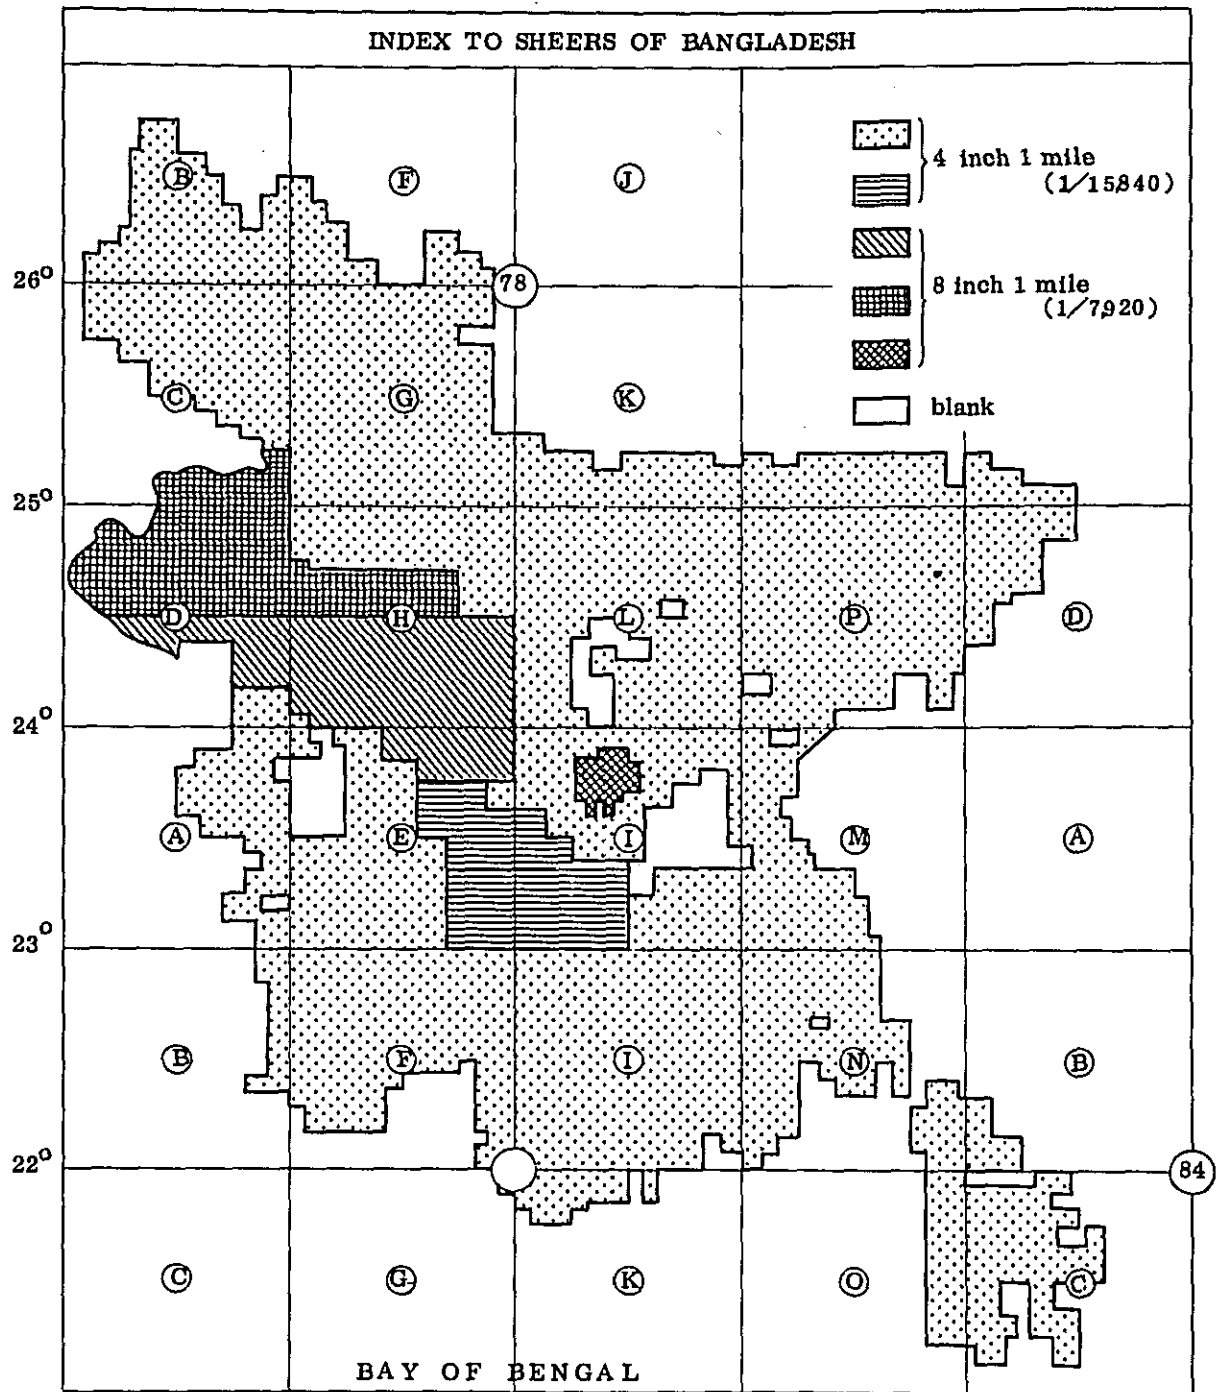 INDEX TO SHEERS OF BANGLADESH
4 inch 1 mile
(1/15,840)
B F J
26° 78
8 inch 1 mile
(1/7,920)
C G K
blank
25°
D H L P D
24°
A E I M A
23°
B F I N B
22° 84
C G K O C
BAY OF BENGAL